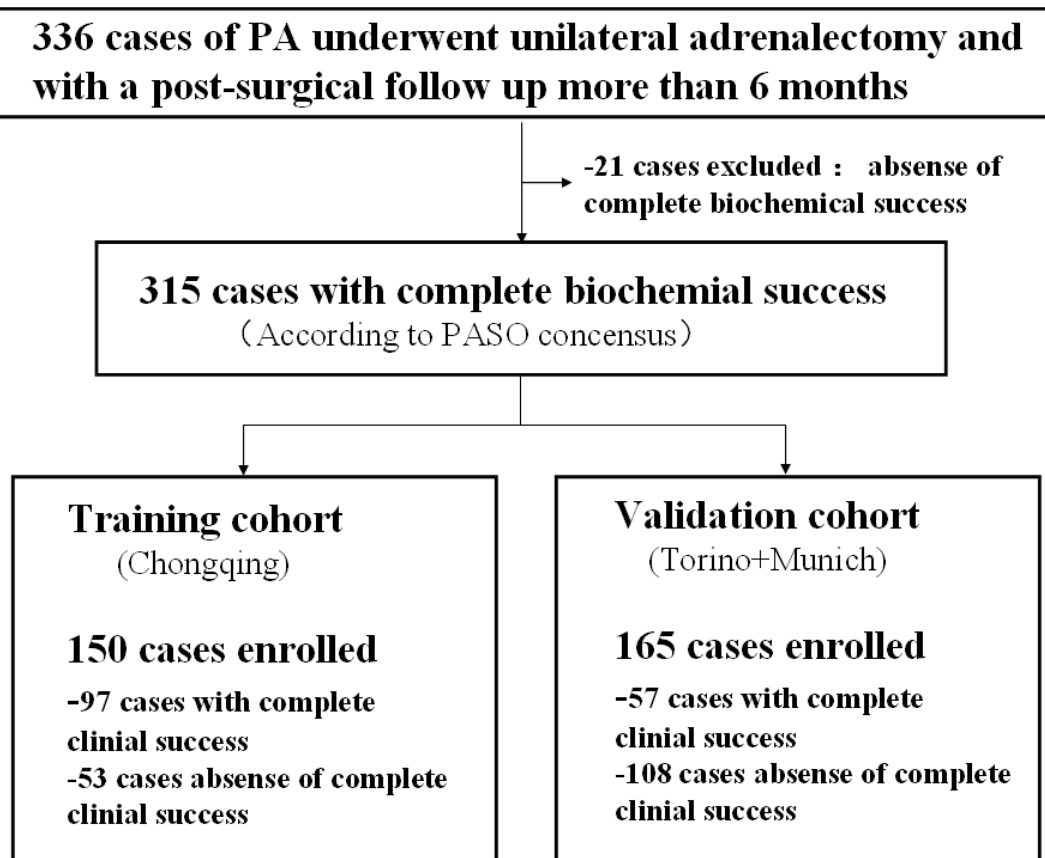 336 cases of PA underwent unilateral adrenalectomy and
with a post-surgical follow up more than 6 months
-21 cases excluded： absense of
complete biochemical success
315 cases with complete biochemial success
（According to PASO concensus）
Training cohort
(Chongqing)
150 cases enrolled
-97 cases with complete
clinial success
-53 cases absense of complete
clinial success
Validation cohort
(Torino+Munich)
165 cases enrolled
-57 cases with complete
clinial success
-108 cases absense of complete
clinial success